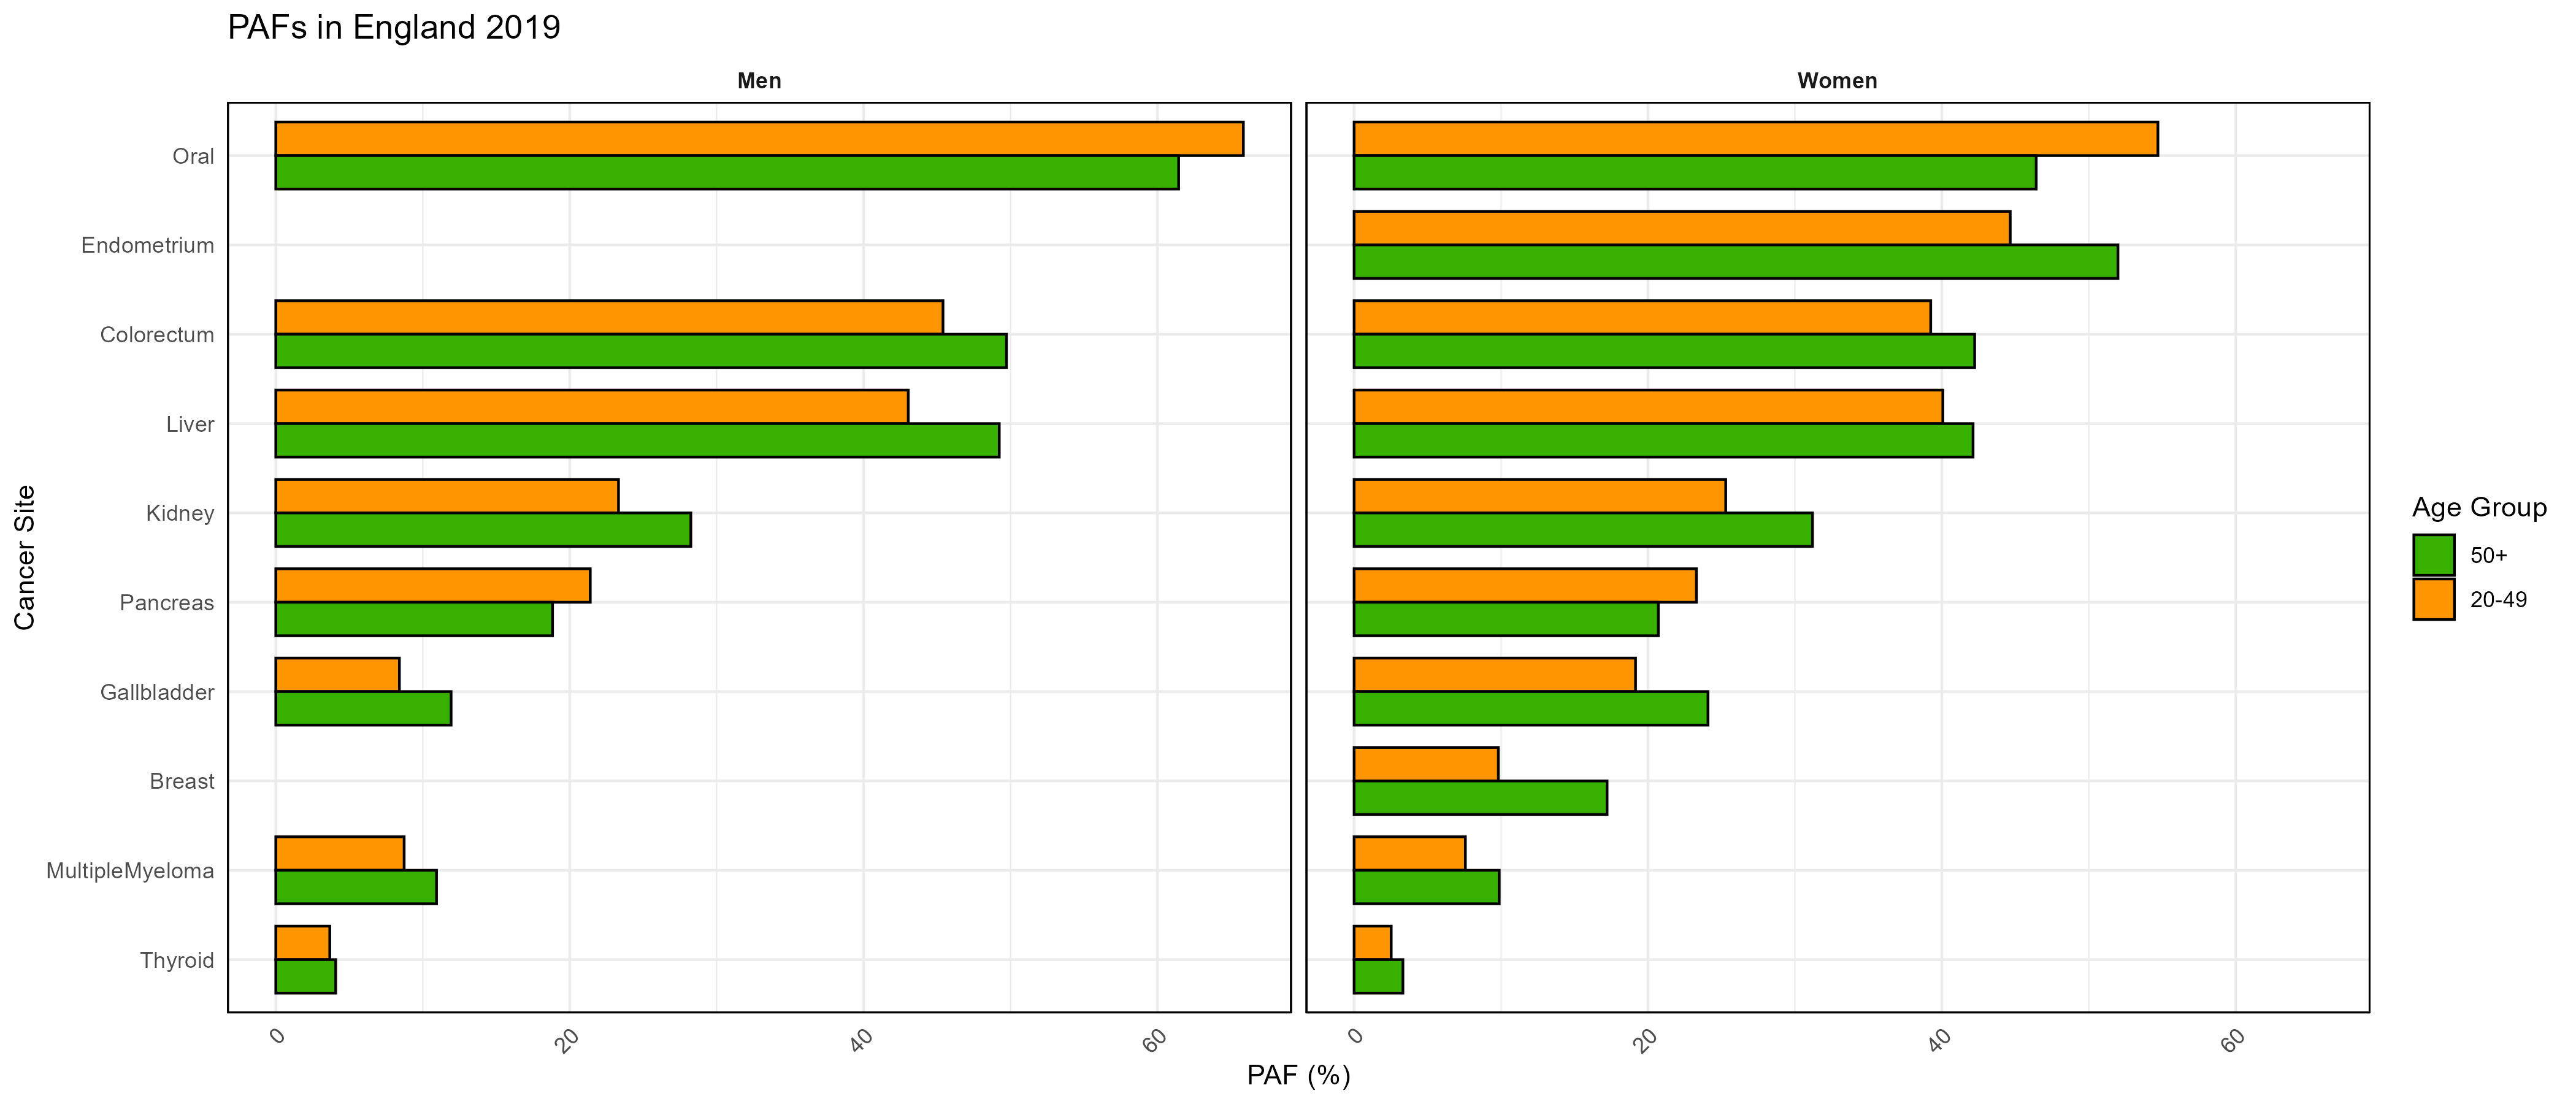 PAFs in England 2019
Men
Women
Cancer Site
Oral
Endometrium
Colorectum
Liver
Kidney
Pancreas
Gallbladder
Breast
MultipleMyeloma
Thyroid
0
20
40
60
0
20
40
60
PAF (%)
Age Group
50+
20-49